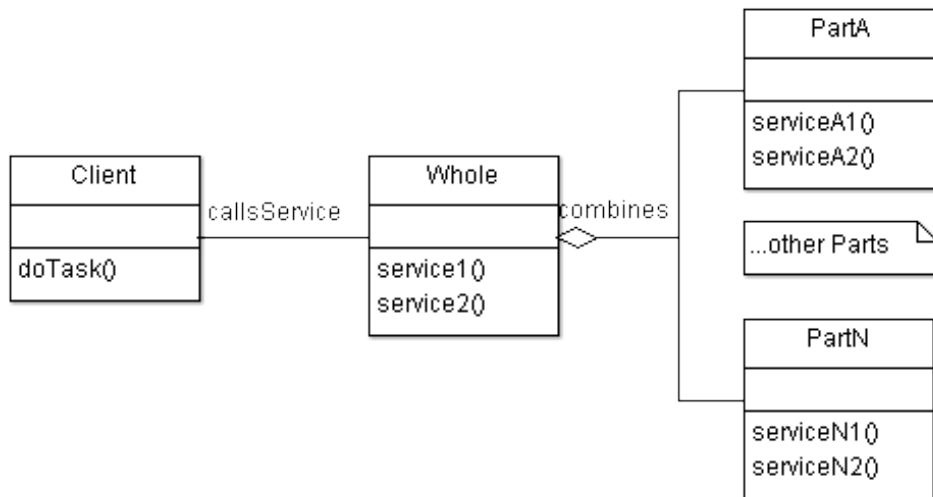 PartA
serviceA1()
serviceA2()
Client
doTask()
callsService
Whole
service1()
service2()
combines
...other Parts
PartN
serviceN1()
serviceN2()